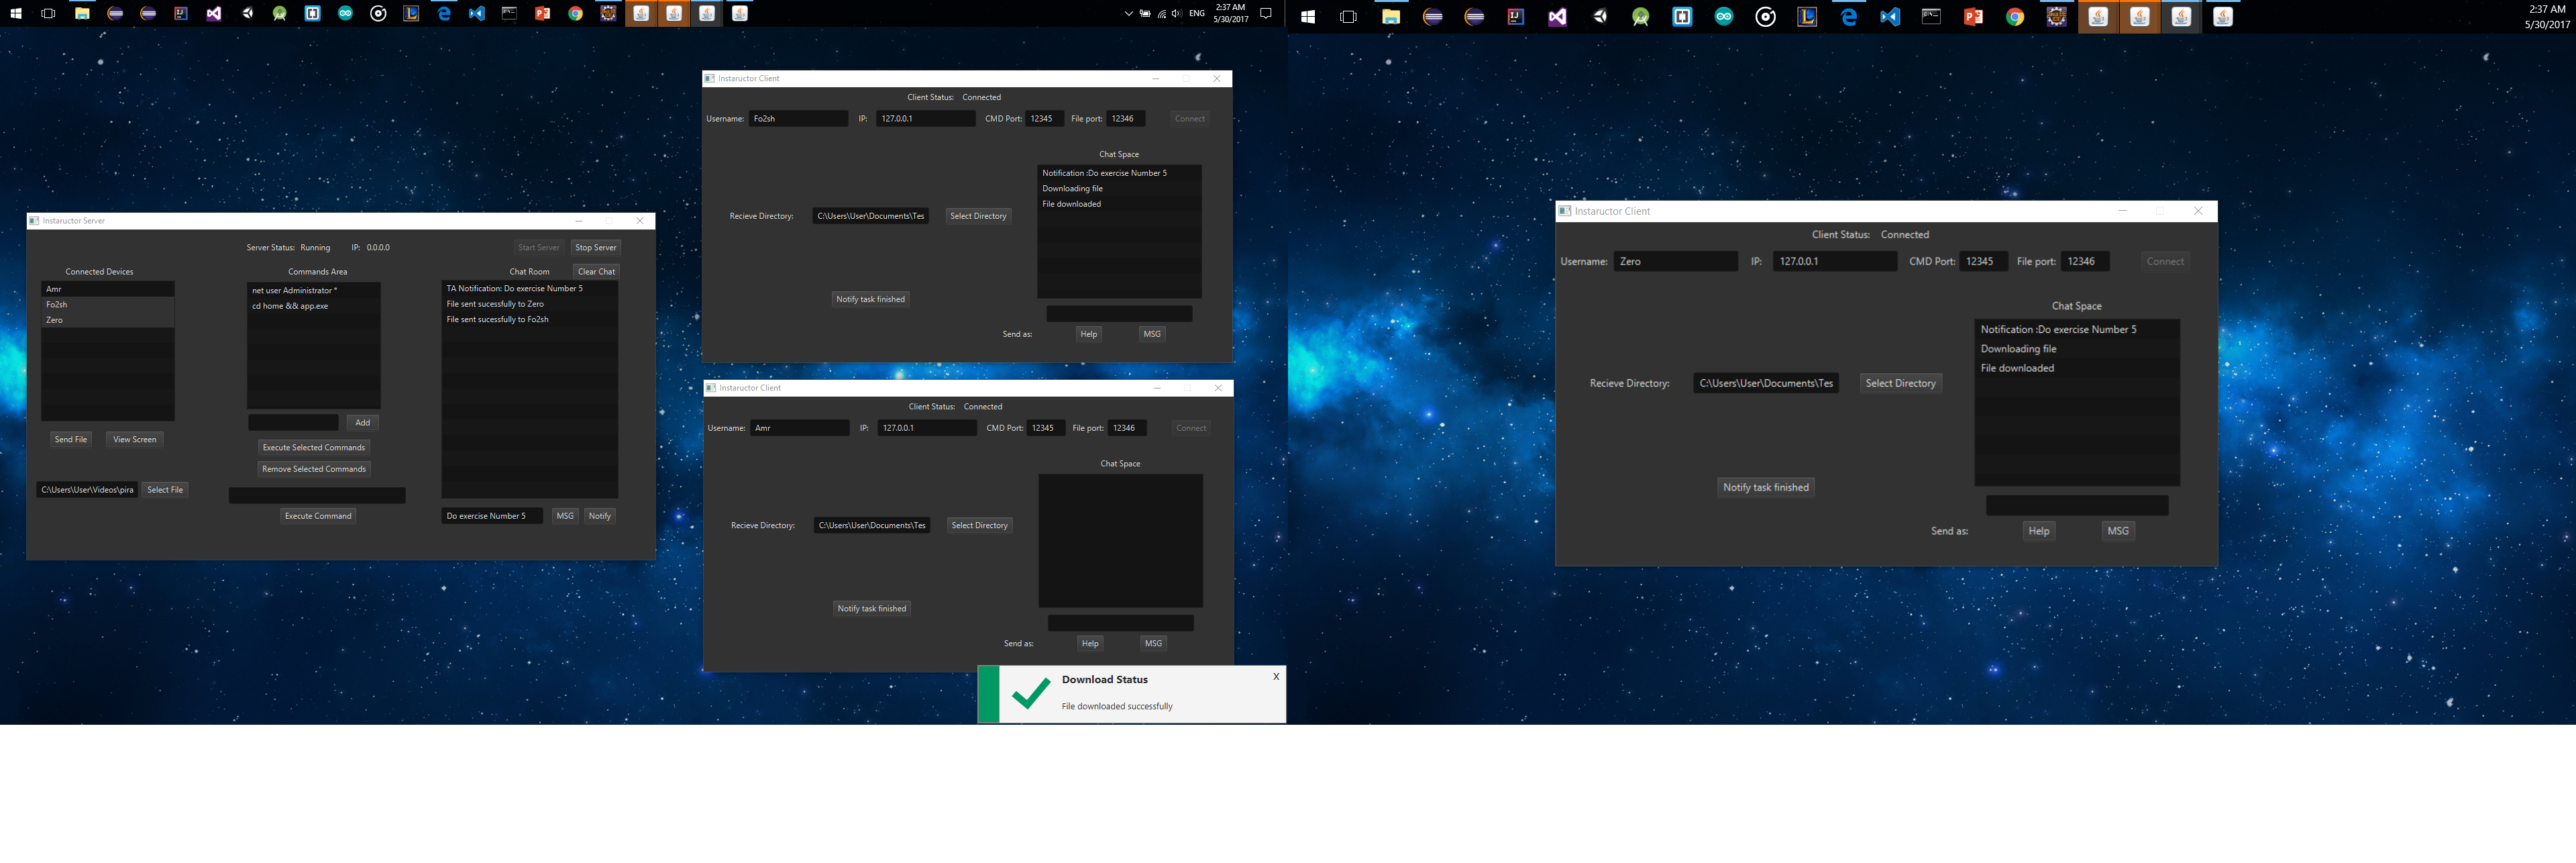 ENG
2:37 AM
5/30/2017
2:37 AM
5/30/2017
Instaructor Server
Server Status: Running IP: 0.0.0.0 Start Server Stop Server
Connected Devices Commands Area Chat Room Clear Chat
Amr
Fo2sh
Zero
net user Administrator *
cd home && app.exe
TA Notification: Do exercise Number 5
File sent sucessfully to Zero
File sent sucessfully to Fo2sh
Add
Send File View Screen
Execute Selected Commands
Remove Selected Commands
C:\Users\User\Videos\pira Select File
Execute Command
Do exercise Number 5 MSG Notify
Instaructor Client
Client Status: Connected
Username: Fo2sh IP: 127.0.0.1 CMD Port: 12345 File port: 12346 Connect
Chat Space
Notification :Do exercise Number 5
Downloading file
File downloaded
Recieve Directory: C:\Users\User\Documents\Tes Select Directory
Notify task finished
Send as: Help MSG
Instaructor Client
Client Status: Connected
Username: Amr IP: 127.0.0.1 CMD Port: 12345 File port: 12346 Connect
Chat Space
Recieve Directory: C:\Users\User\Documents\Tes Select Directory
Notify task finished
Send as: Help MSG
Download Status X
File downloaded successfully
Instaructor Client
Client Status: Connected
Username: Zero IP: 127.0.0.1 CMD Port: 12345 File port: 12346 Connect
Chat Space
Notification :Do exercise Number 5
Downloading file
File downloaded
Recieve Directory: C:\Users\User\Documents\Tes Select Directory
Notify task finished
Send as: Help MSG